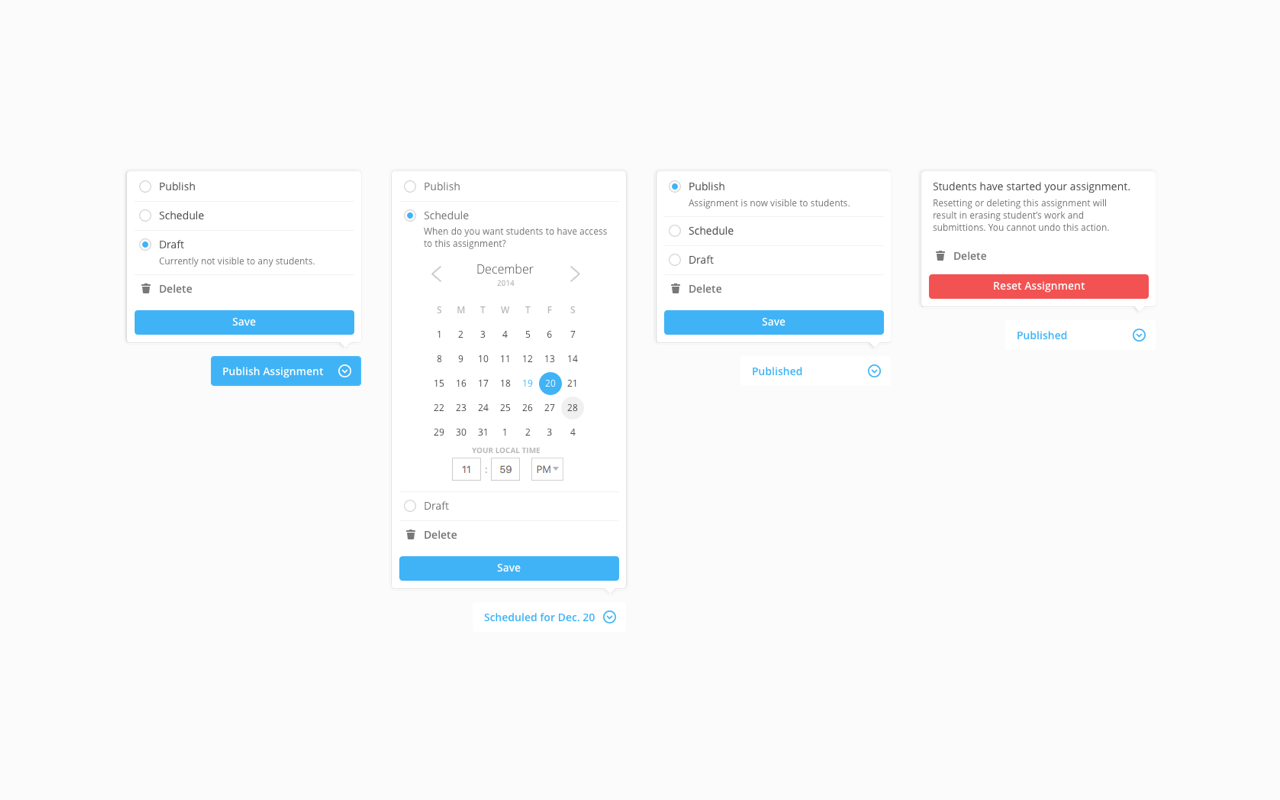 Publish
Schedule
Draft
Currently not visible to any students.
Delete
Save
Publish Assignment
Publish
Schedule
When do you want students to have access
to this assignment?
December
2014
S M T W T F S
1 2 3 4 5 6 7
8 9 10 11 12 13 14
15 16 17 18 19 20 21
22 23 24 25 26 27 28
29 30 31 1 2 3 4
YOUR LOCAL TIME
11 : 59 PM
Draft
Delete
Save
Scheduled for Dec. 20
Publish
Assignment is now visible to students.
Schedule
Draft
Delete
Save
Published
Students have started your assignment.
Resetting or deleting this assignment will
result in erasing student's work and
submittions. You cannot undo this action.
Delete
Reset Assignment
Published